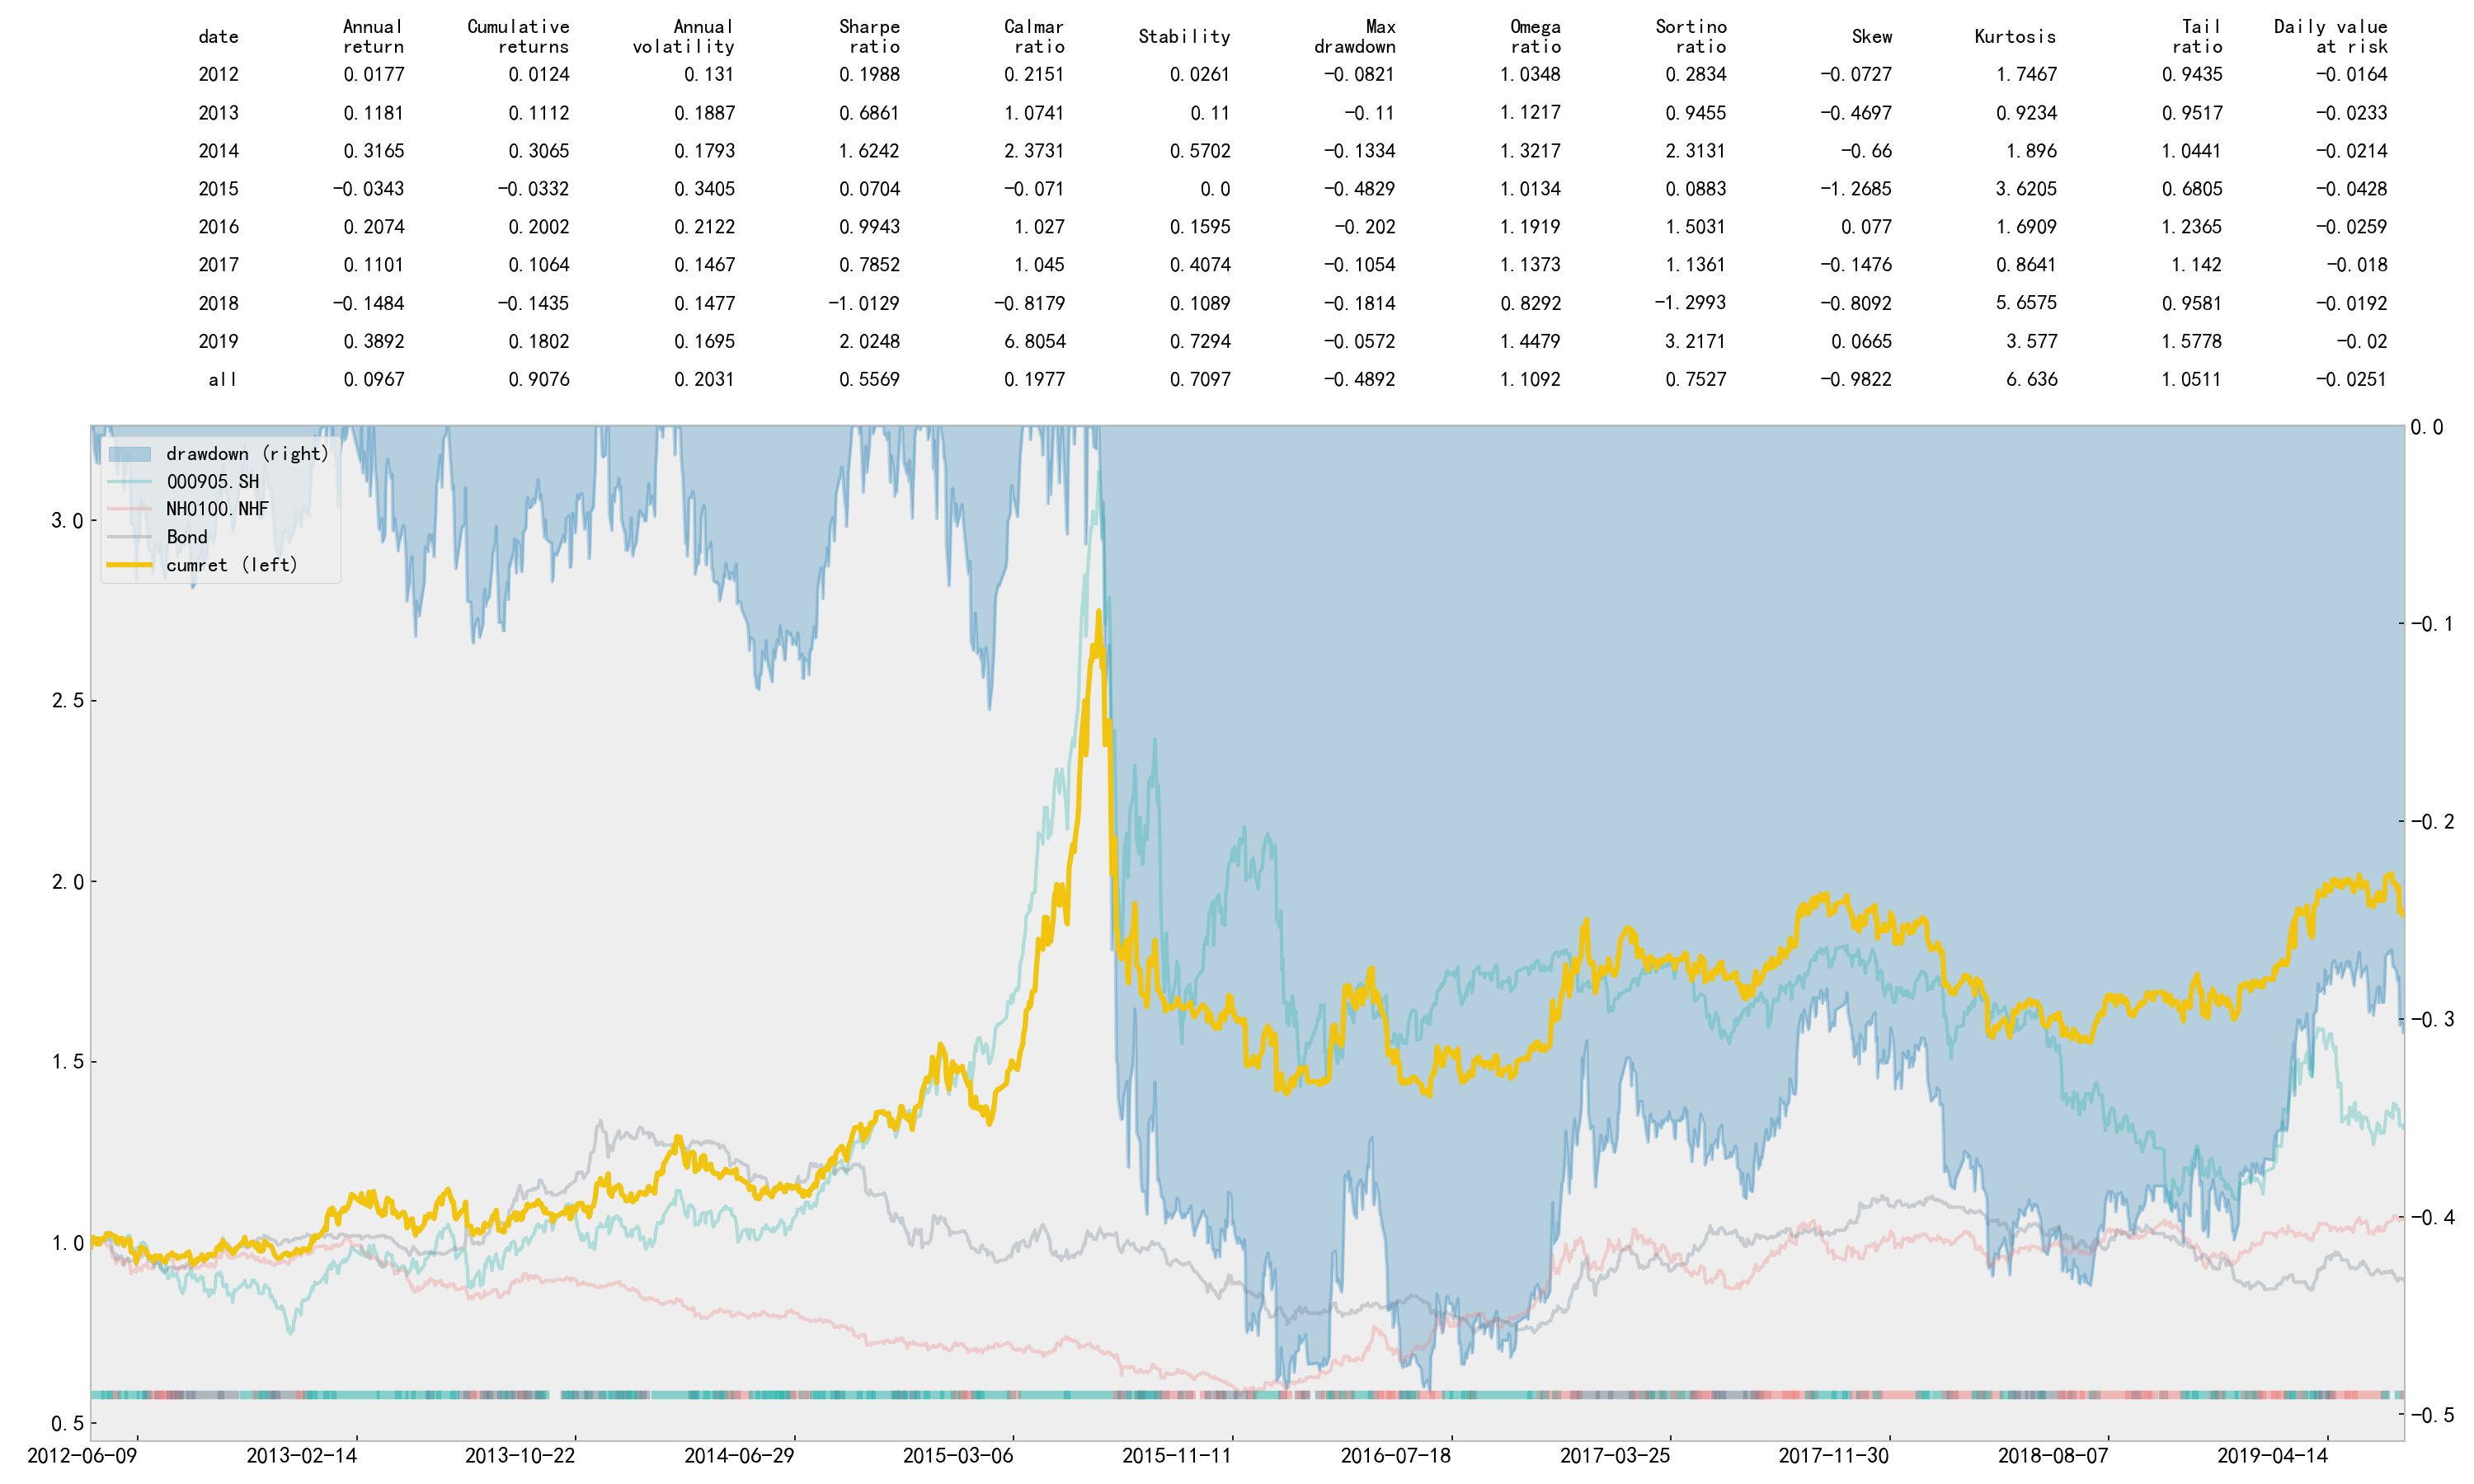 date Annual return Cumulative returns Annual volatility Sharpe ratio Calmar ratio Stability Max drawdown Omega ratio Sortino ratio Skew Kurtosis Tail ratio Daily value at risk
2012 0.0177 0.0124 0.131 0.1988 0.2151 0.0261 -0.0821 1.0348 0.2834 -0.0727 1.7467 0.9435 -0.0164
2013 0.1181 0.1112 0.1887 0.6861 1.0741 0.11 -0.11 1.1217 0.9455 -0.4697 0.9234 0.9517 -0.0233
2014 0.3165 0.3065 0.1793 1.6242 2.3731 0.5702 -0.1334 1.3217 2.3131 -0.66 1.896 1.0441 -0.0214
2015 -0.0343 -0.0332 0.3405 0.0704 -0.071 0.0 -0.4829 1.0134 0.0883 -1.2685 3.6205 0.6805 -0.0428
2016 0.2074 0.2002 0.2122 0.9943 1.027 0.1595 -0.202 1.1919 1.5031 0.077 1.6909 1.2365 -0.0259
2017 0.1101 0.1064 0.1467 0.7852 1.045 0.4074 -0.1054 1.1373 1.1361 -0.1476 0.8641 1.142 -0.018
2018 -0.1484 -0.1435 0.1477 -1.0129 -0.8179 0.1089 -0.1814 0.8292 -1.2993 -0.8092 5.6575 0.9581 -0.0192
2019 0.3892 0.1802 0.1695 2.0248 6.8054 0.7294 -0.0572 1.4479 3.2171 0.0665 3.577 1.5778 -0.02
all 0.0967 0.9076 0.2031 0.5569 0.1977 0.7097 -0.4892 1.1092 0.7527 -0.9822 6.636 1.0511 -0.0251
drawdown (right)
000905.SH
NH0100.NHF
Bond
cumret (left)
3.0
2.5
2.0
1.5
1.0
0.5
0.0
-0.1
-0.2
-0.3
-0.4
-0.5
2012-06-09 2013-02-14 2013-10-22 2014-06-29 2015-03-06 2015-11-11 2016-07-18 2017-03-25 2017-11-30 2018-08-07 2019-04-14